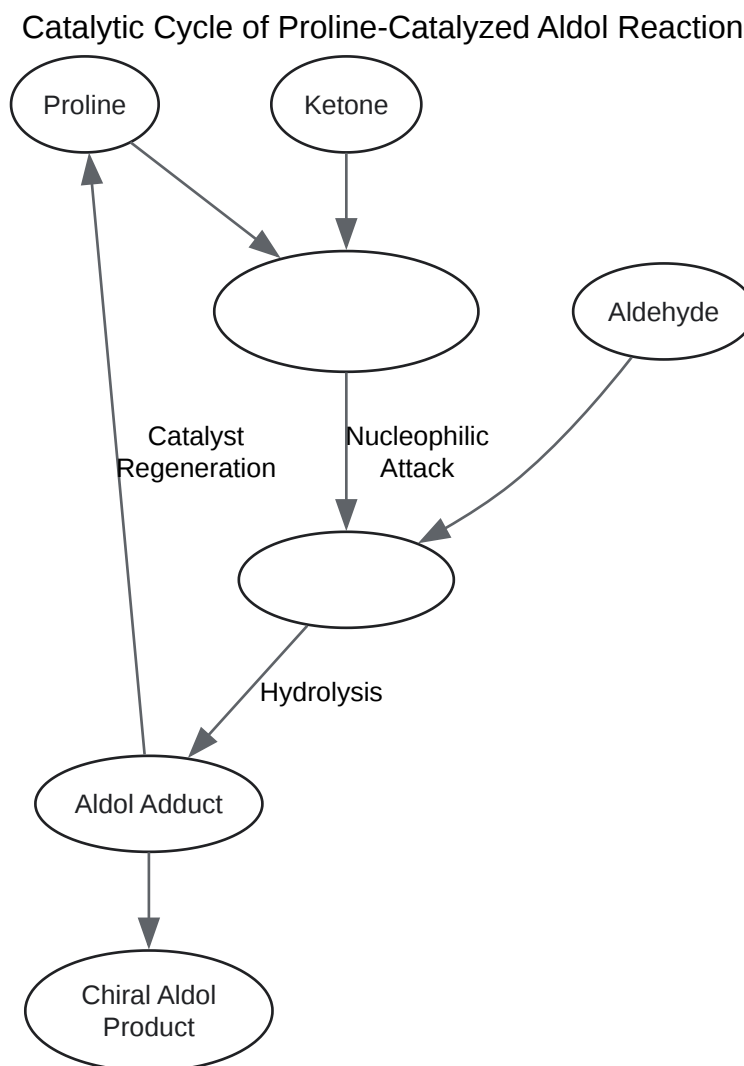 Catalytic Cycle of Proline-Catalyzed Aldol Reaction
Proline
Ketone
Aldehyde
Catalyst
Regeneration
Nucleophilic
Attack
Hydrolysis
Aldol Adduct
Chiral Aldol
Product